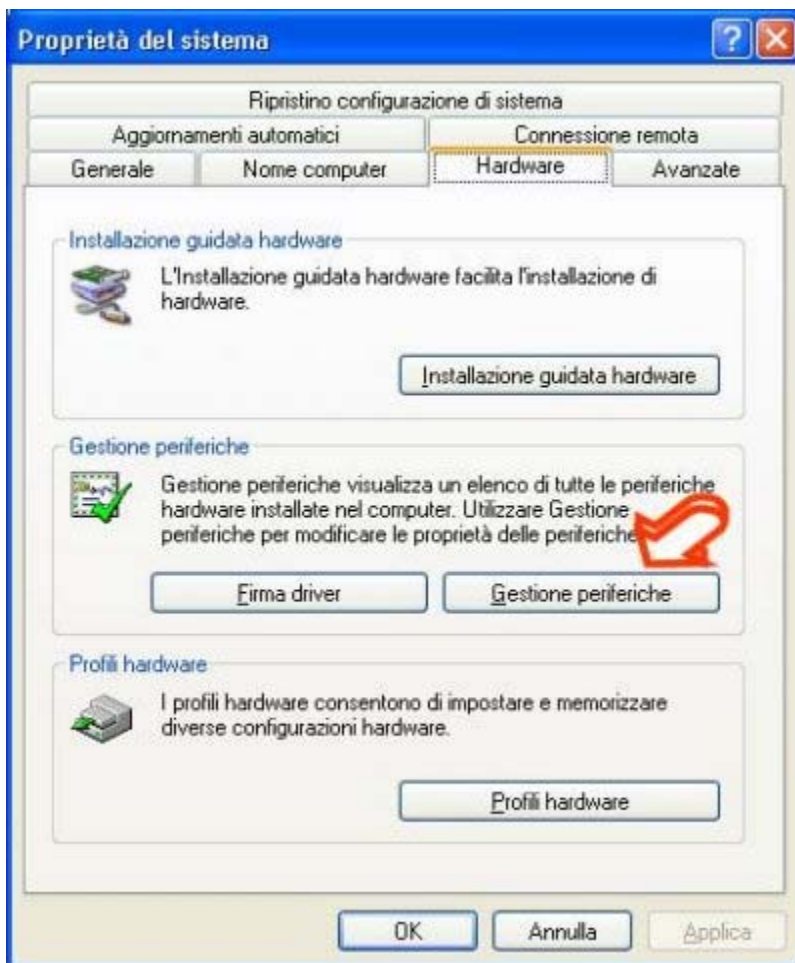 Proprietà del sistema
Ripristino configurazione di sistema
Aggiornamenti automatici
Connessione remota
Generale
Nome computer
Hardware
Avanzate
Installazione guidata hardware
L'Installazione guidata hardware facilita l'installazione di
hardware.
Installazione guidata hardware
Gestione periferiche
Gestione periferiche visualizza un elenco di tutte le periferiche
hardware installate nel computer. Utilizzare Gestione
periferiche per modificare le proprietà delle periferiche
Firma driver
Gestione periferiche
Profili hardware
I profili hardware consentono di impostare e memorizzare
diverse configurazioni hardware.
Profili hardware
OK
Annulla
Applica